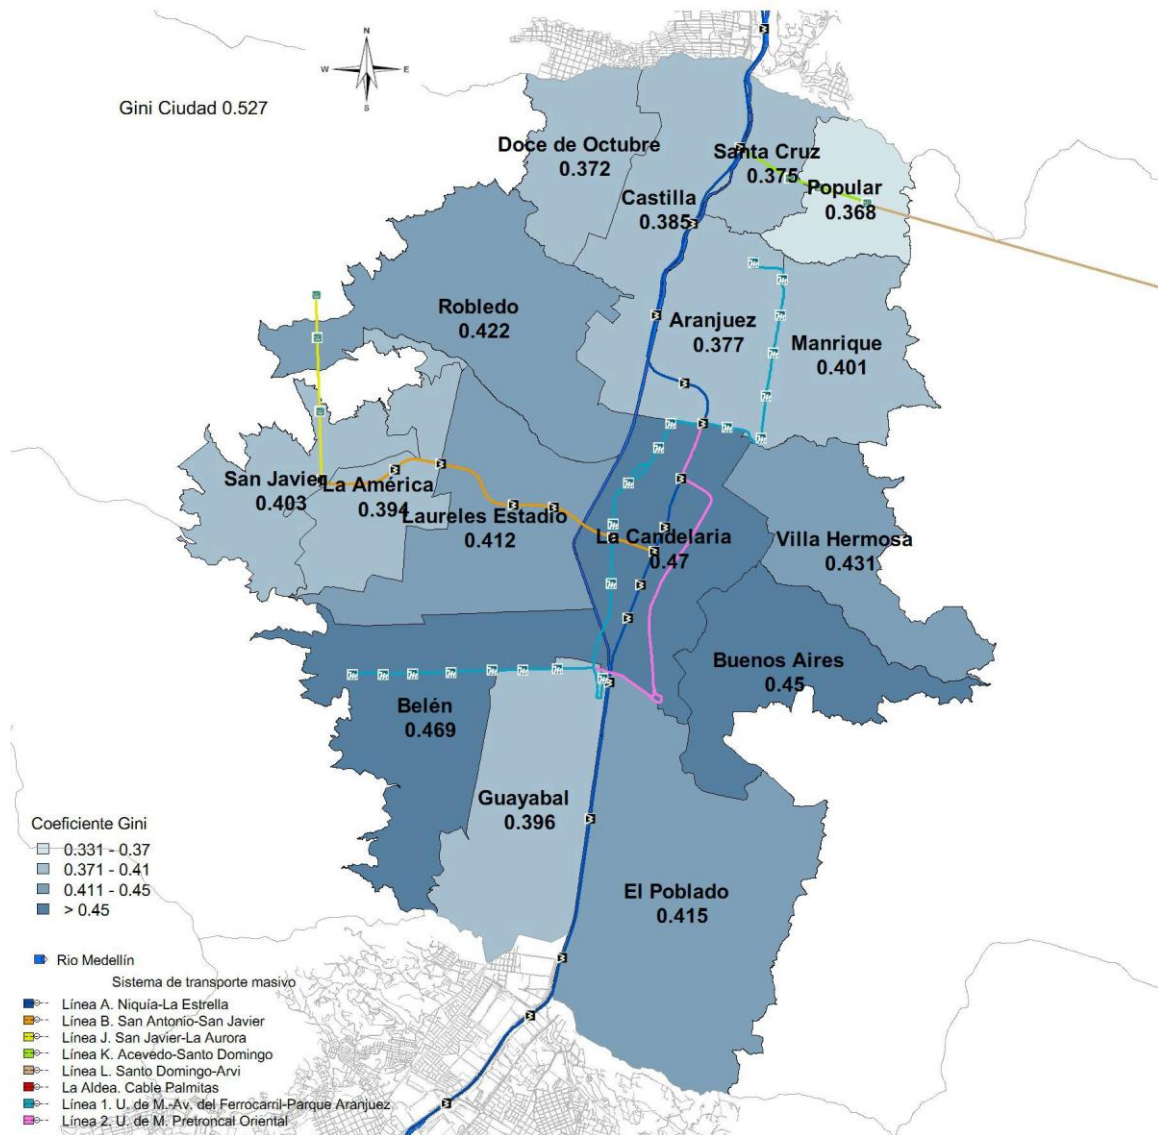 N
W E
S
Gini Ciudad 0.527
Doce de Octubre
0.372
Santa Cruz
0.375
Popular
0.368
Castilla
0.385
Robledo
0.422
Aranjuez
0.377
Manrique
0.401
San Javier
0.403
La América
0.394
Laureles Estadio
0.412
La Candelaria
0.47
Villa Hermosa
0.431
Buenos Aires
0.45
Belén
0.469
Guayabal
0.396
El Poblado
0.415
Coeficiente Gini
0.331 - 0.37
0.371 - 0.41
0.411 - 0.45
> 0.45
Rio Medellín
Sistema de transporte masivo
Línea A. Niquía-La Estrella
Línea B. San Antonio-San Javier
Línea J. San Javier-La Aurora
Línea K. Acevedo-Santo Domingo
Línea L. Santo Domingo-Arvi
La Aldea. Cable Palmitas
Línea 1. U. de M.-Av. del Ferrocarril-Parque Aranjuez
Línea 2. U. de M. Pretroncal Oriental